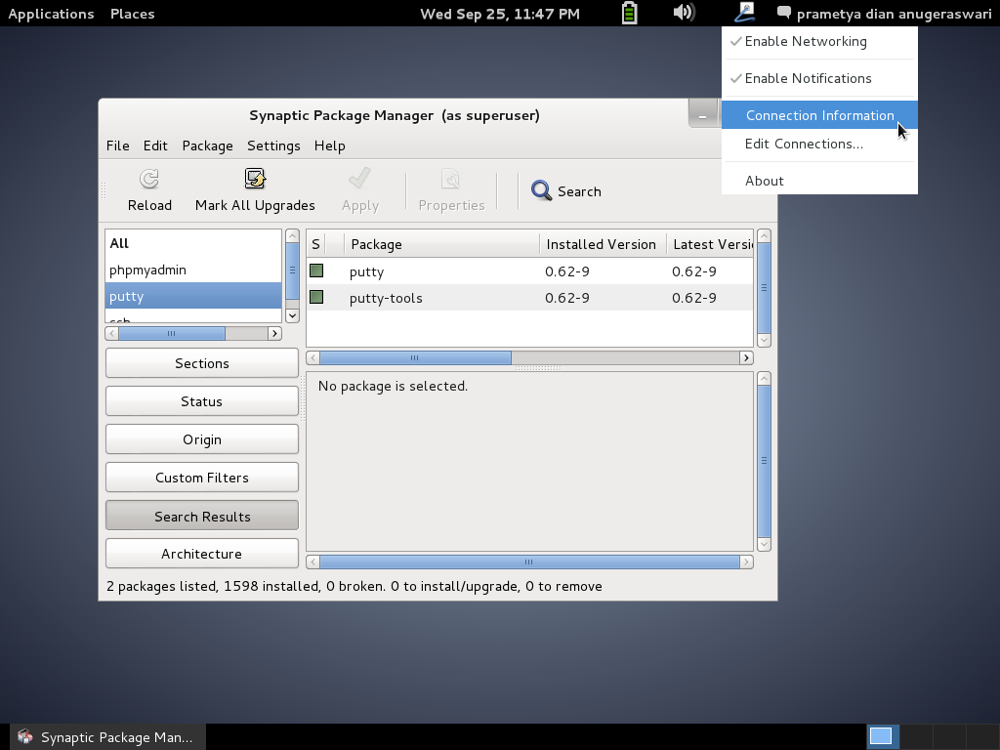 Applications Places Wed Sep 25, 11:47 PM prametya dian anugeraswari
Enable Networking
Enable Notifications
Connection Information
Edit Connections...
About
Synaptic Package Manager (as superuser)
File Edit Package Settings Help
Reload Mark All Upgrades Apply Properties Search
All
phpmyadmin
putty
ssh
S Package Installed Version Latest Versi
putty 0.62-9 0.62-9
putty-tools 0.62-9 0.62-9
Sections
Status
Origin
Custom Filters
Search Results
Architecture
No package is selected.
2 packages listed, 1598 installed, 0 broken. 0 to install/upgrade, 0 to remove
Synaptic Package Man...